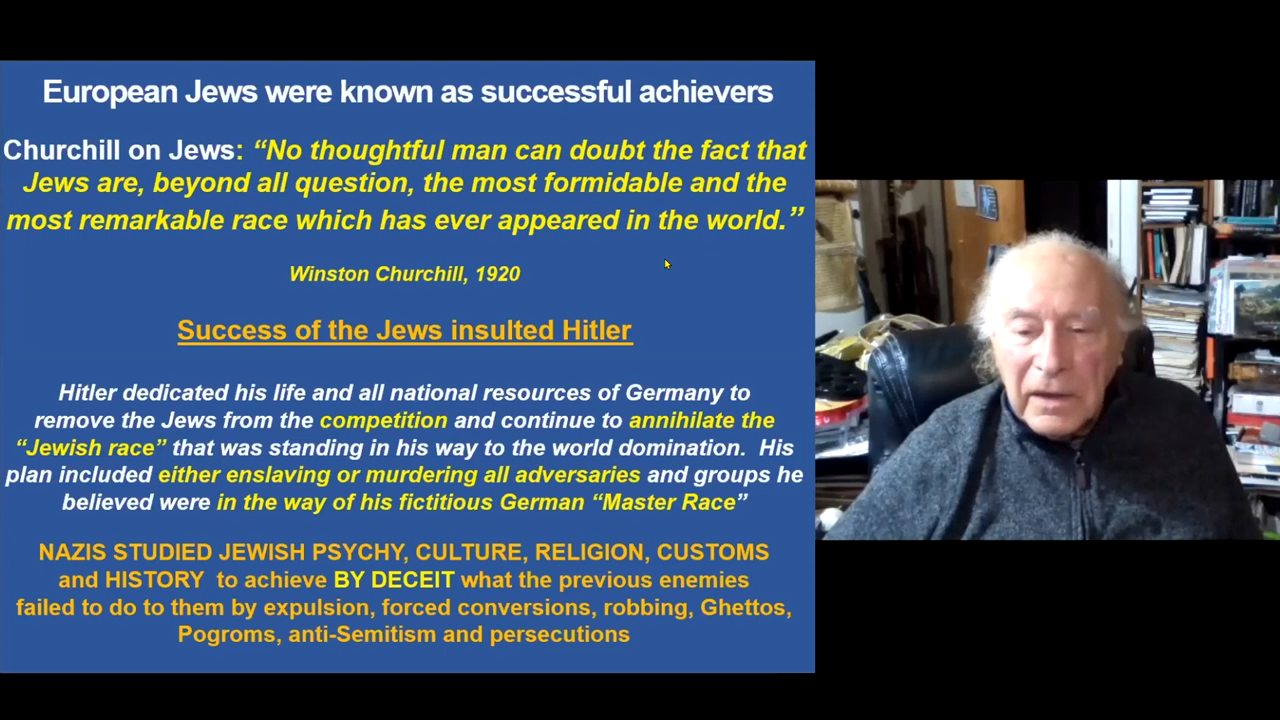 European Jews were known as successful achievers
Churchill on Jews: “No thoughtful man can doubt the fact that
Jews are, beyond all question, the most formidable and the
most remarkable race which has ever appeared in the world.”
Winston Churchill, 1920
Success of the Jews insulted Hitler
Hitler dedicated his life and all national resources of Germany to
remove the Jews from the competition and continue to annihilate the
“Jewish race” that was standing in his way to the world domination. His
plan included either enslaving or murdering all adversaries and groups he
believed were in the way of his fictitious German “Master Race”
NAZIS STUDIED JEWISH PSYCHY, CULTURE, RELIGION, CUSTOMS
and HISTORY to achieve BY DECEIT what the previous enemies
failed to do to them by expulsion, forced conversions, robbing, Ghettos,
Pogroms, anti-Semitism and persecutions